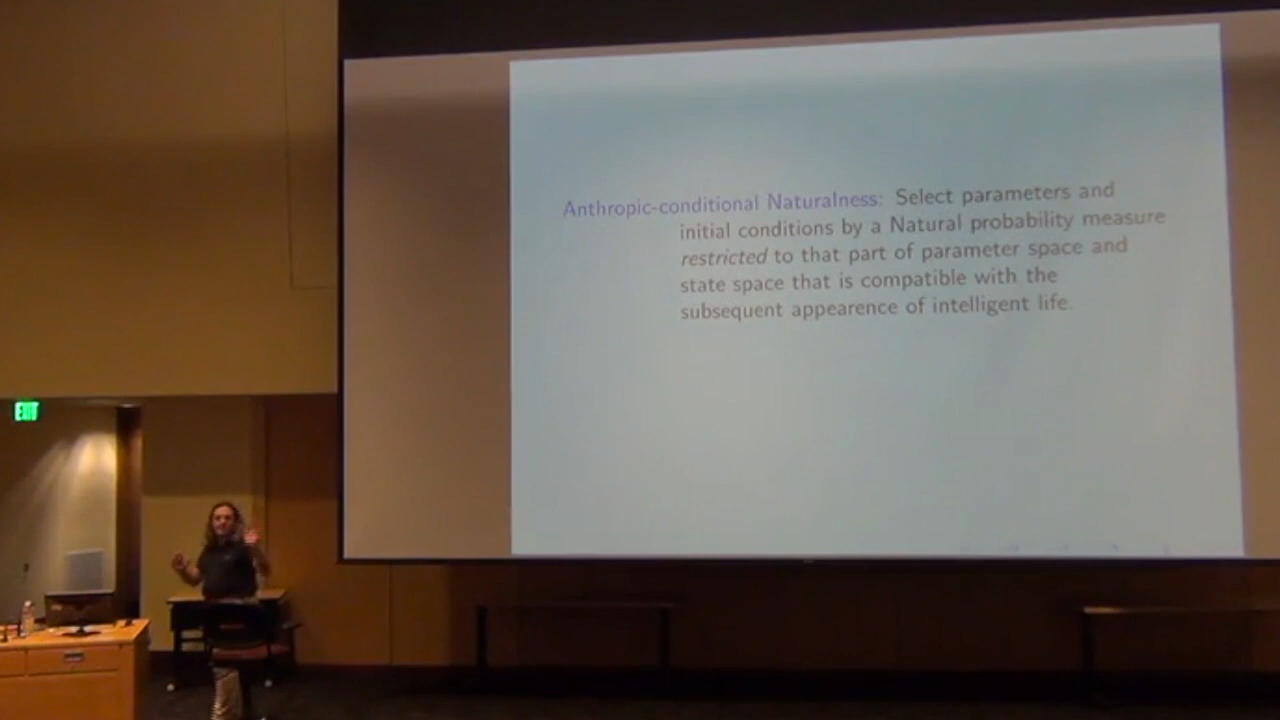 EXIT
Anthropic-conditional Naturalness: Select parameters and
initial conditions by a Natural probability measure
restricted to that part of parameter space and
state space that is compatible with the
subsequent appearence of intelligent life.